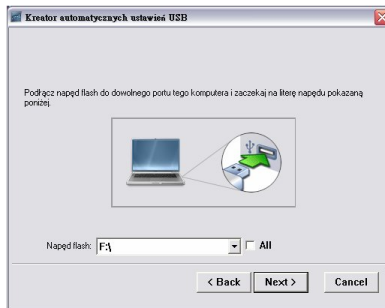 Kreator automatycznych ustawień USB
Podłącz napęd flash do dowolnego portu tego komputera i zaczekaj na literę napędu pokazaną
poniżej.
Napęd flash: F:\ All
< Back Next > Cancel